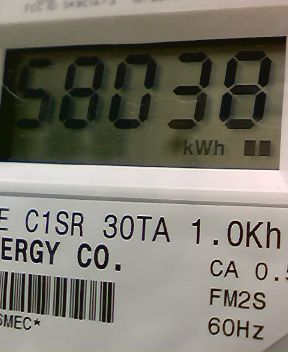 58038
kWh
E C1SR 30TA 1.0Kh
ERGY CO.
CA 0.5
FM2S
SMEC*
60Hz